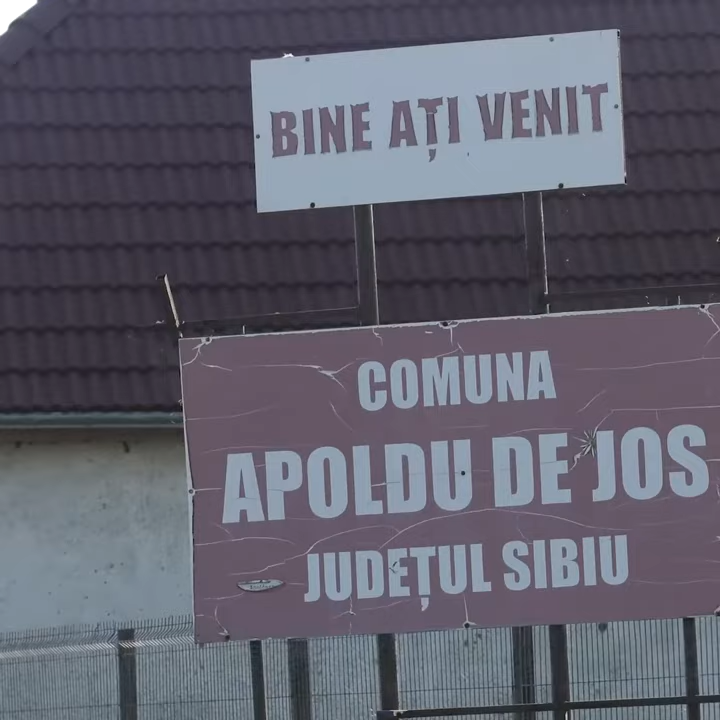 BINE AȚI VENIT
COMUNA
APOLDU DE JOS
JUDEȚUL SIBIU